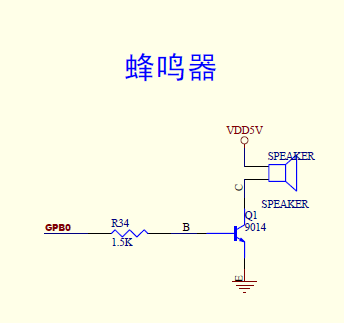 蜂鸣器
VDD5V
SPEAKER
C
SPEAKER
Q1
R34
B
9014
GPB0
1.5K
E